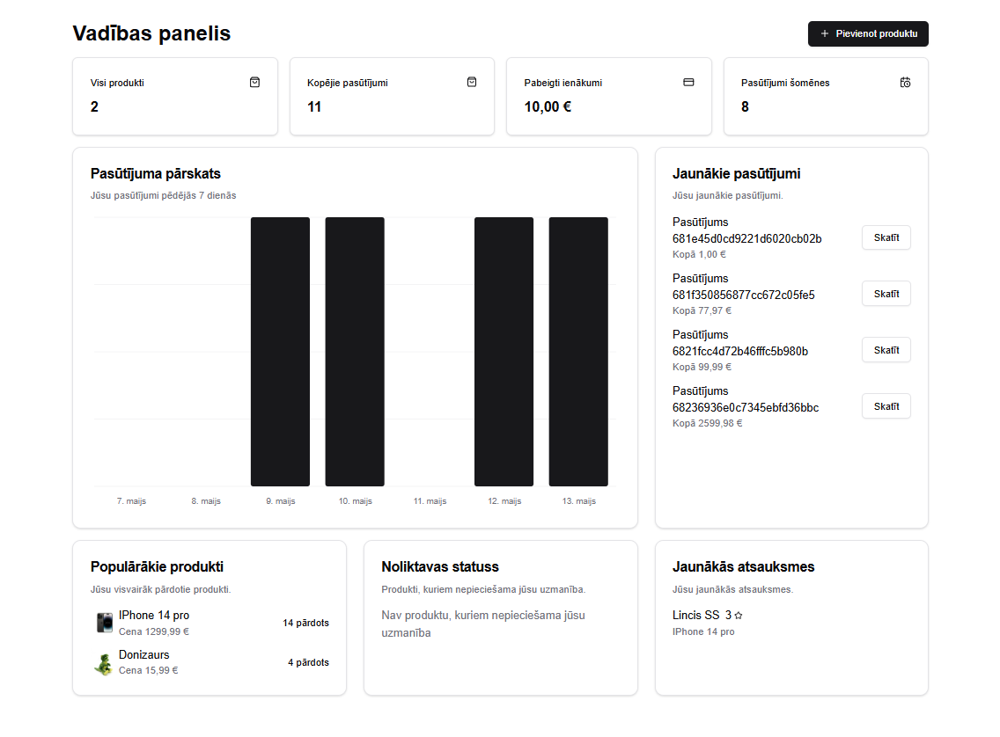 Vadības panelis
Pievienot produktu
Visi produkti
2
Kopējie pasūtījumi
11
Pabeigti ienākumi
10,00 €
Pasūtījumi šomēnes
8
Pasūtījuma pārskats
Jūsu pasūtījumi pēdējās 7 dienās
7. maijs
8. maijs
9. maijs
10. maijs
11. maijs
12. maijs
13. maijs
Jaunākie pasūtījumi
Jūsu jaunākie pasūtījumi.
Pasūtījums
681e45d0cd9221d6020cb02b
Kopā 1,00 €
Skatīt
Pasūtījums
681f350856877cc672c05fe5
Kopā 77,97 €
Skatīt
Pasūtījums
6821fcc4d72b46fffc5b980b
Kopā 99,99 €
Skatīt
Pasūtījums
68236936e0c7345ebfd36bbc
Kopā 2599,98 €
Skatīt
Populārākie produkti
Jūsu visvairāk pārdotie produkti.
IPhone 14 pro
Cena 1299,99 €
14 pārdots
Donizaurs
Cena 15,99 €
4 pārdots
Noliktavas statuss
Produkti, kuriem nepieciešama jūsu uzmanība.
Nav produktu, kuriem nepieciešama jūsu
uzmanība
Jaunākās atsauksmes
Jūsu jaunākās atsauksmes.
Lincis SS 3
IPhone 14 pro